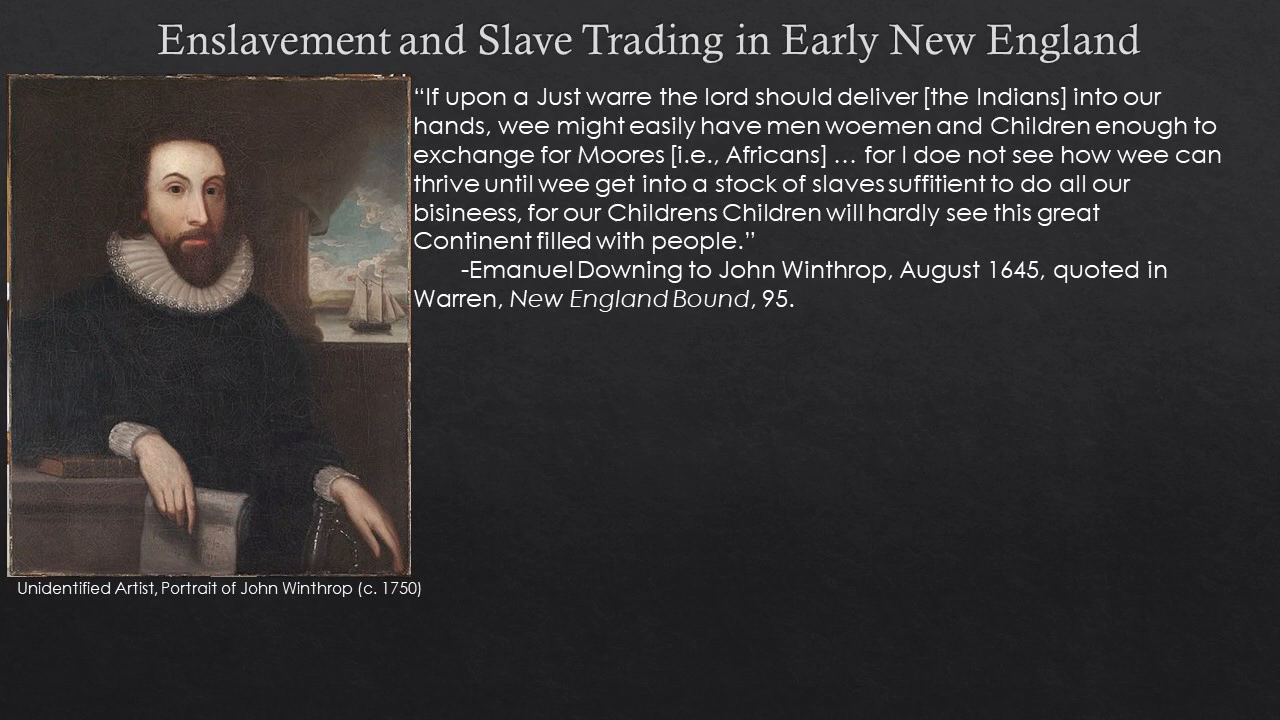 Enslavement and Slave Trading in Early New England
“If upon a Just warre the lord should deliver [the Indians] into our
hands, wee might easily have men woemen and Children enough to
exchange for Moores [i.e., Africans] … for I doe not see how wee can
thrive until wee get into a stock of slaves suffitient to do all our
bisineess, for our Childrens Children will hardly see this great
Continent filled with people.”
-Emanuel Downing to John Winthrop, August 1645, quoted in
Warren, New England Bound, 95.
Unidentified Artist, Portrait of John Winthrop (c. 1750)